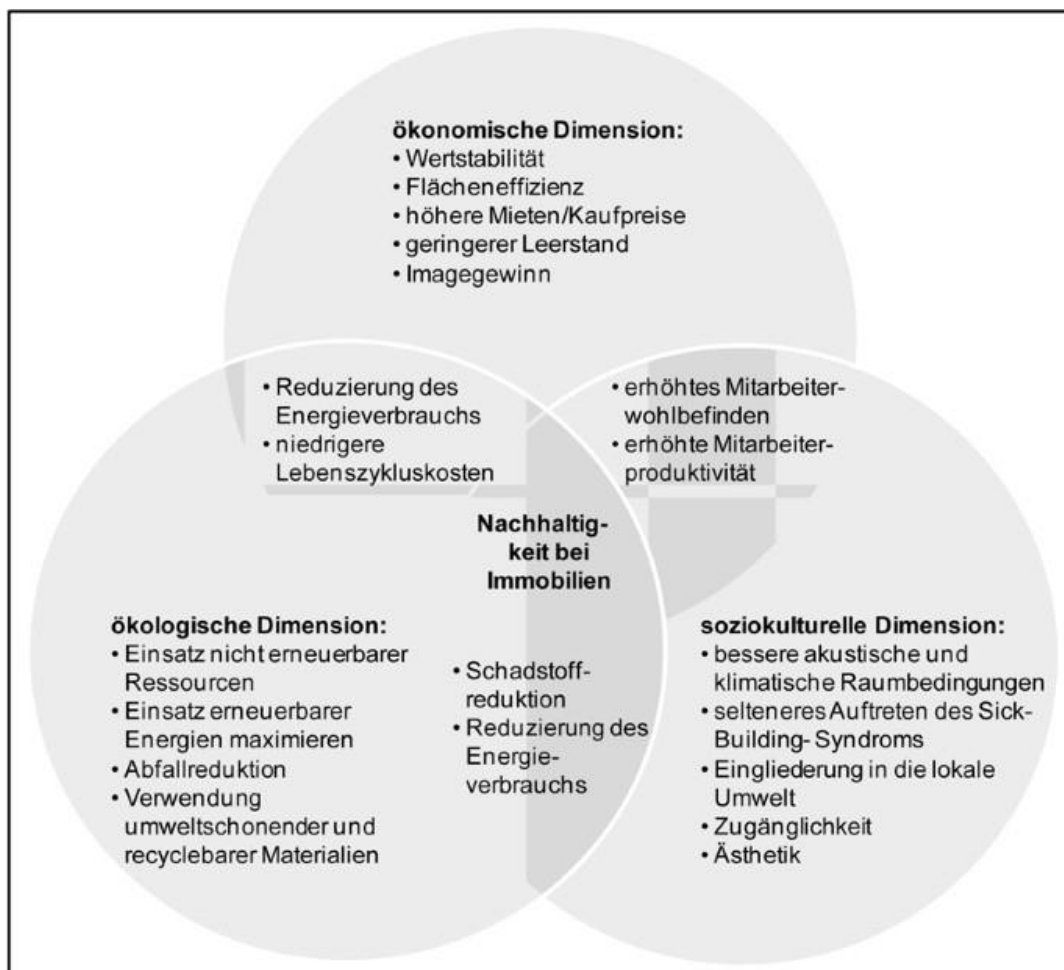 ökonomische Dimension:
• Wertstabilität
• Flächeneffizienz
• höhere Mieten/Kaufpreise
• geringerer Leerstand
• Imagegewinn
• Reduzierung des
Energieverbrauchs
• niedrigere
Lebenszykluskosten
• erhöhtes Mitarbeiter-
wohlbefinden
• erhöhte Mitarbeiter-
produktivität
Nachhaltig-
keit bei
Immobilien
ökologische Dimension:
• Einsatz nicht erneuerbarer
Ressourcen
• Einsatz erneuerbarer
Energien maximieren
• Abfallreduktion
• Verwendung
umweltschonender und
recyclebarer Materialien
• Schadstoff-
reduktion
• Reduzierung des
Energie-
verbrauchs
soziokulturelle Dimension:
• bessere akustische und
klimatische Raumbedingungen
• selteneres Auftreten des Sick-
Building- Syndroms
• Eingliederung in die lokale
Umwelt
• Zugänglichkeit
• Ästhetik